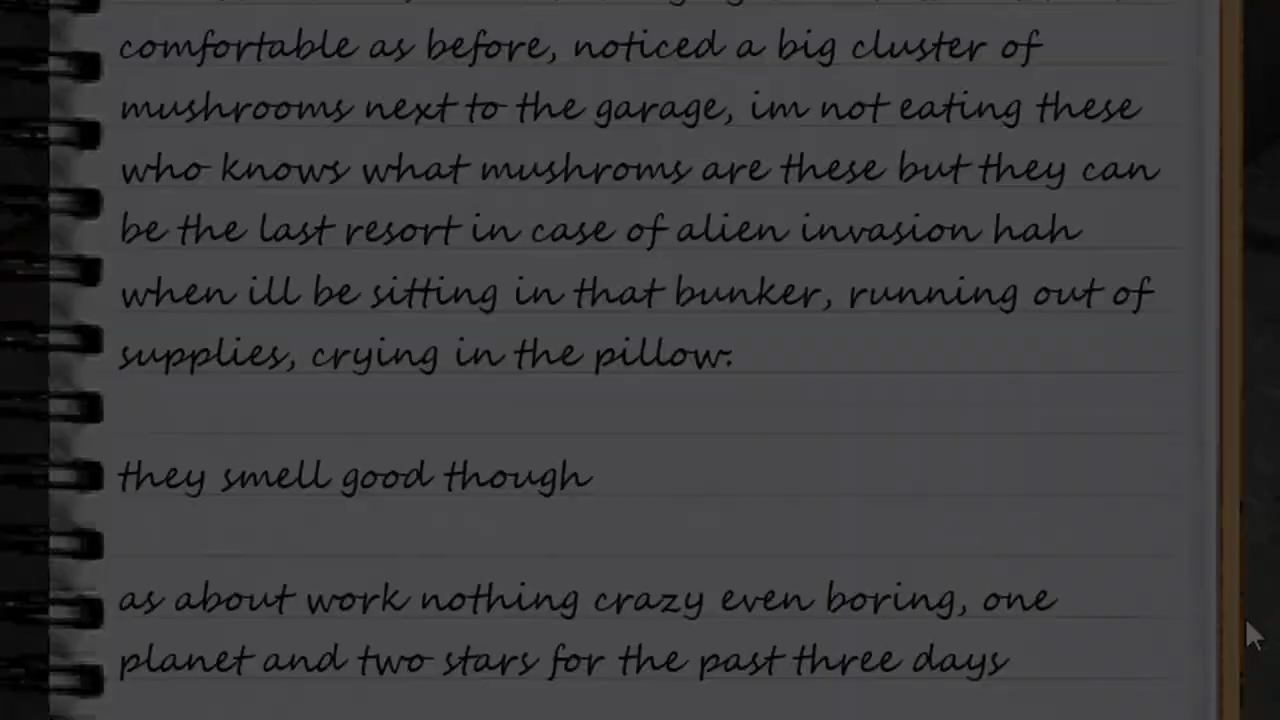 comfortable as before, noticed a big cluster of
mushrooms next to the garage, im not eating these
who knows what mushroms are these but they can
be the last resort in case of alien invasion hah
when ill be sitting in that bunker, running out of
supplies, crying in the pillow:
they smell good though
as about work nothing crazy even boring, one
planet and two stars for the past three days